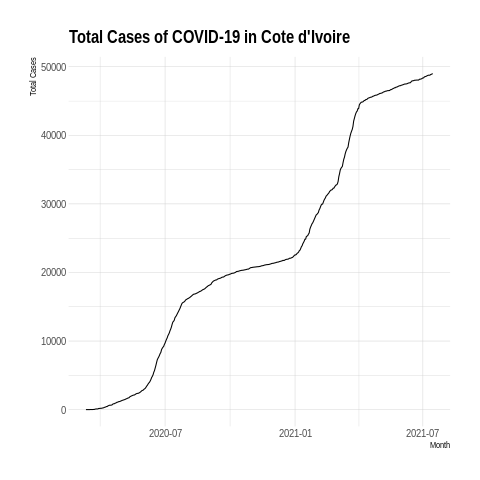 Total Cases of COVID-19 in Cote d'Ivoire
Total Cases
50000
40000
30000
20000
10000
0
2020-07 2021-01 2021-07
Month